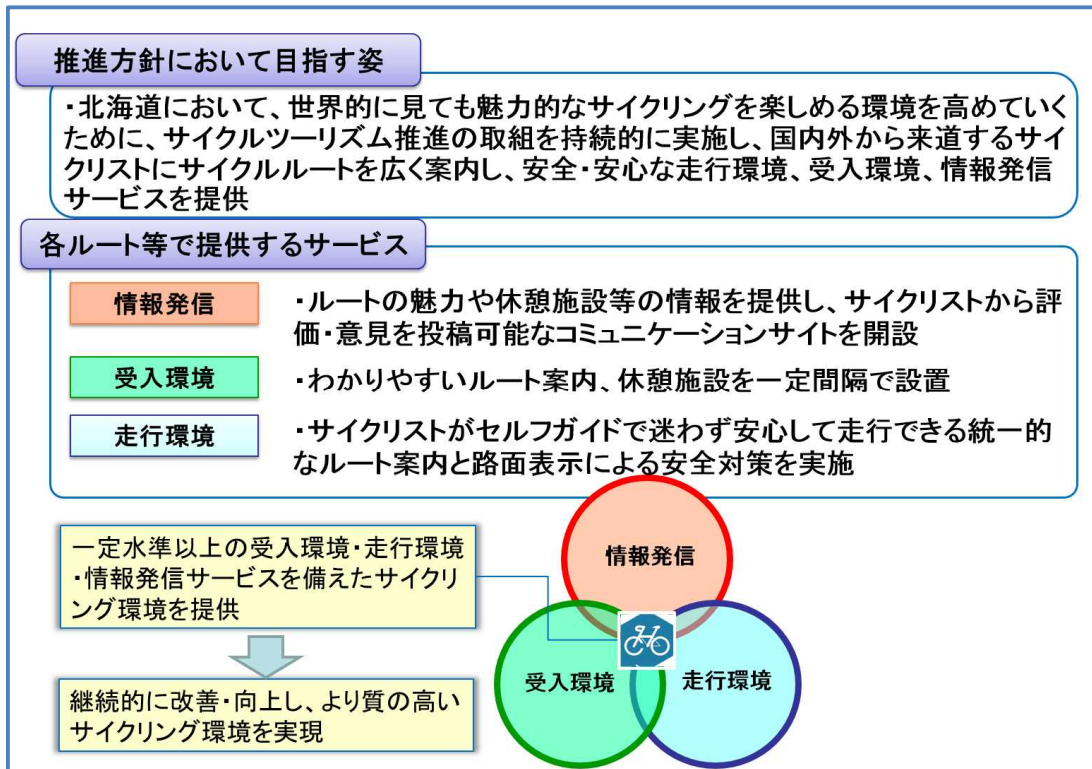 推進方針において目指す姿
・北海道において、世界的に見ても魅力的なサイクリングを楽しめる環境を高めていく
ために、サイクルツーリズム推進の取組を持続的に実施し、国内外から来道するサイ
クリストにサイクルルートを広く案内し、安全・安心な走行環境、受入環境、情報発信
サービスを提供
各ルート等で提供するサービス
情報発信
・ルートの魅力や休憩施設等の情報を提供し、サイクリストから評
価・意見を投稿可能なコミュニケーションサイトを開設
受入環境
・わかりやすいルート案内、休憩施設を一定間隔で設置
走行環境
・サイクリストがセルフガイドで迷わず安心して走行できる統一的
なルート案内と路面表示による安全対策を実施
一定水準以上の受入環境・走行環境
・情報発信サービスを備えたサイクリ
ング環境を提供
継続的に改善・向上し、より質の高い
サイクリング環境を実現
情報発信
受入環境
走行環境